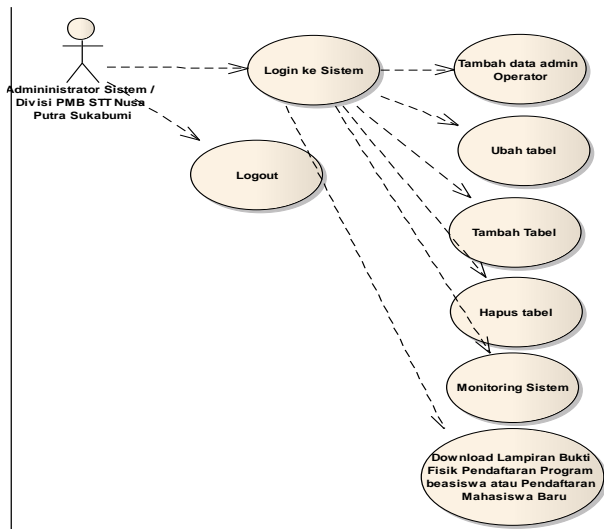 Admininistrator Sistem /
Divisi PMB STT Nusa
Putra Sukabumi
Login ke Sistem
Logout
Tambah data admin
Operator
Ubah tabel
Tambah Tabel
Hapus tabel
Monitoring Sistem
Download Lampiran Bukti
Fisik Pendaftaran Program
beasiswa atau Pendaftaran
Mahasiswa Baru